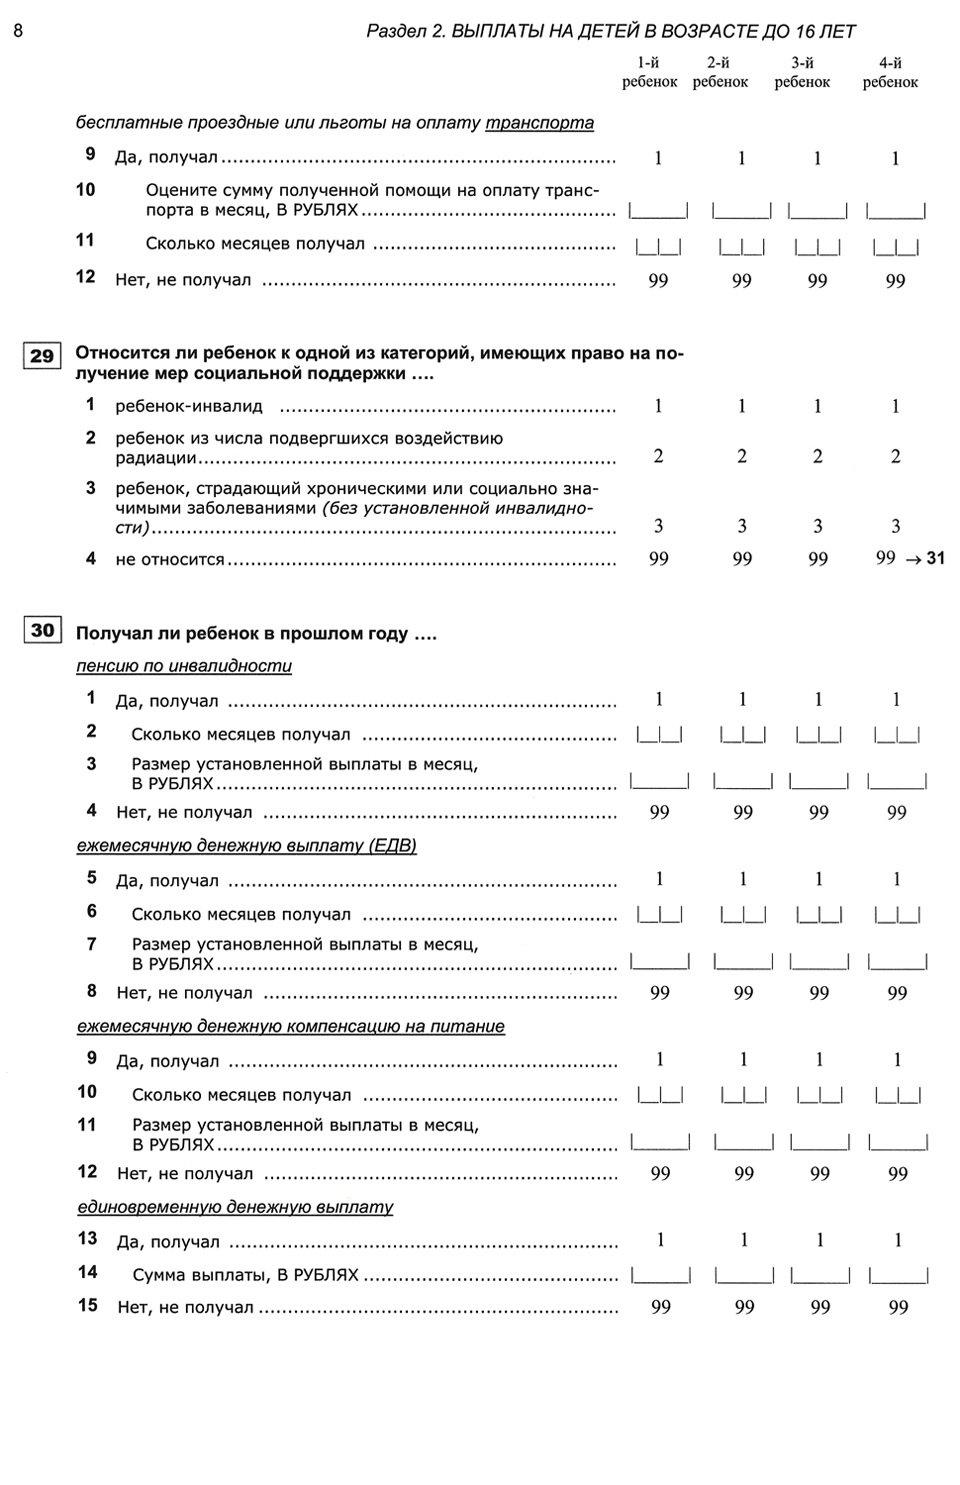 8 Раздел 2. ВЫПЛАТЫ НА ДЕТЕЙ В ВОЗРАСТЕ ДО 16 ЛЕТ
1-й 2-й 3-й 4-й
ребенок ребенок ребенок ребенок
бесплатные проездные или льготы на оплату транспорта
9 Да, получал 1 1 1 1
10 Оцените сумму полученной помощи на оплату транс-
порта в месяц, В РУБЛЯХ |______| |______| |______| |______|
11 Сколько месяцев получал |__|__| |__|__| |__|__| |__|__|
12 Нет, не получал 99 99 99 99
29 Относится ли ребенок к одной из категорий, имеющих право на по-
лучение мер социальной поддержки ....
1 ребенок-инвалид 1 1 1 1
2 ребенок из числа подвергшихся воздействию
радиации 2 2 2 2
3 ребенок, страдающий хроническими или социально зна-
чимыми заболеваниями (без установленной инвалидно-
сти) 3 3 3 3
4 не относится 99 99 99 99 → 31
30 Получал ли ребенок в прошлом году ....
пенсию по инвалидности
1 Да, получал 1 1 1 1
2 Сколько месяцев получал |__|__| |__|__| |__|__| |__|__|
3 Размер установленной выплаты в месяц,
В РУБЛЯХ |______| |______| |______| |______|
4 Нет, не получал 99 99 99 99
ежемесячную денежную выплату (ЕДВ)
5 Да, получал 1 1 1 1
6 Сколько месяцев получал |__|__| |__|__| |__|__| |__|__|
7 Размер установленной выплаты в месяц,
В РУБЛЯХ |______| |______| |______| |______|
8 Нет, не получал 99 99 99 99
ежемесячную денежную компенсацию на питание
9 Да, получал 1 1 1 1
10 Сколько месяцев получал |__|__| |__|__| |__|__| |__|__|
11 Размер установленной выплаты в месяц,
В РУБЛЯХ |______| |______| |______| |______|
12 Нет, не получал 99 99 99 99
единовременную денежную выплату
13 Да, получал 1 1 1 1
14 Сумма выплаты, В РУБЛЯХ |______| |______| |______| |______|
15 Нет, не получал 99 99 99 99